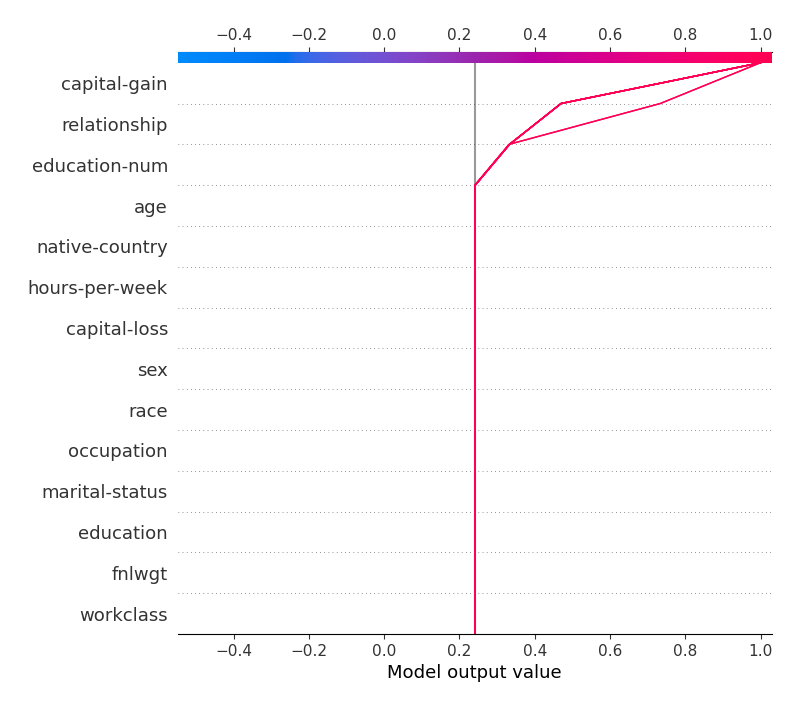 −0.4 −0.2 0.0 0.2 0.4 0.6 0.8 1.0
capital-gain
relationship
education-num
age
native-country
hours-per-week
capital-loss
sex
race
occupation
marital-status
education
fnlwgt
workclass
−0.4 −0.2 0.0 0.2 0.4 0.6 0.8 1.0
Model output value